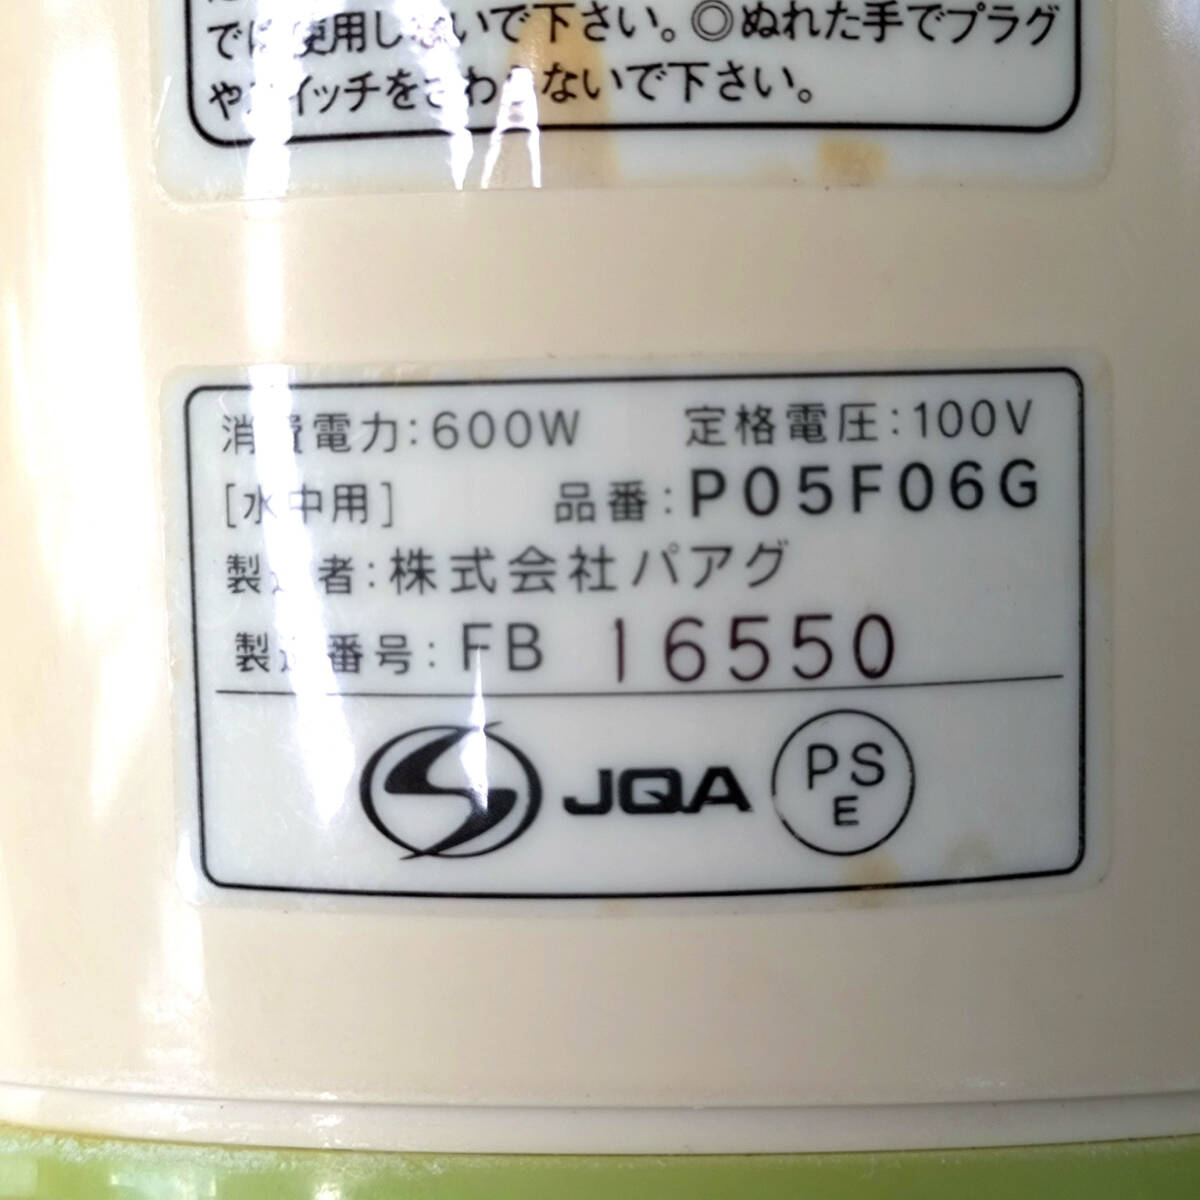 では使用しないで下さい。◎ぬれた手でプラグ
やスイッチをさわらないで下さい。
消費電力:600W 定格電圧:100V
[水中用] 品番:P05F06G
製造者:株式会社パアグ
製造番号:FB 16550
JQA PS
E